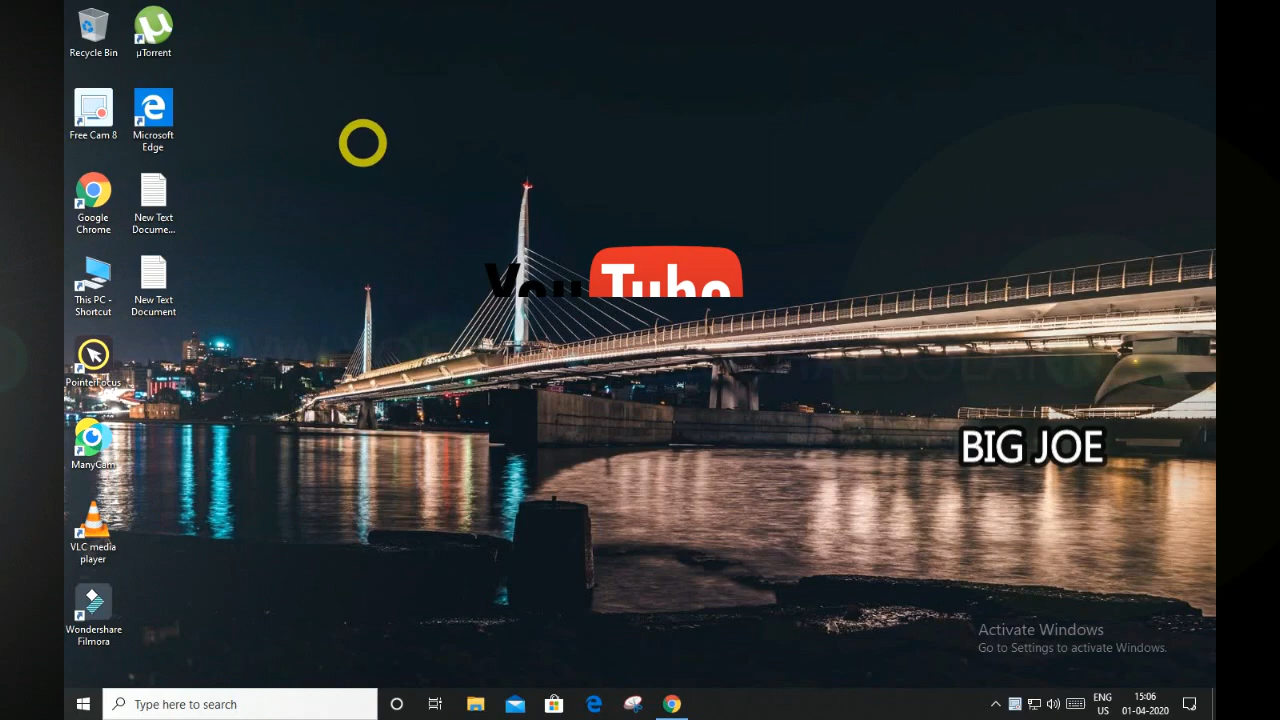 Recycle Bin
µTorrent
Free Cam 8
Microsoft
Edge
Google
Chrome
New Text
Docume...
This PC -
Shortcut
New Text
Document
PointerFocus
ManyCam
VLC media
player
Wondershare
Filmora
YouTube
BIG JOE
Activate Windows
Go to Settings to activate Windows.
Type here to search
ENG
US
15:06
01-04-2020